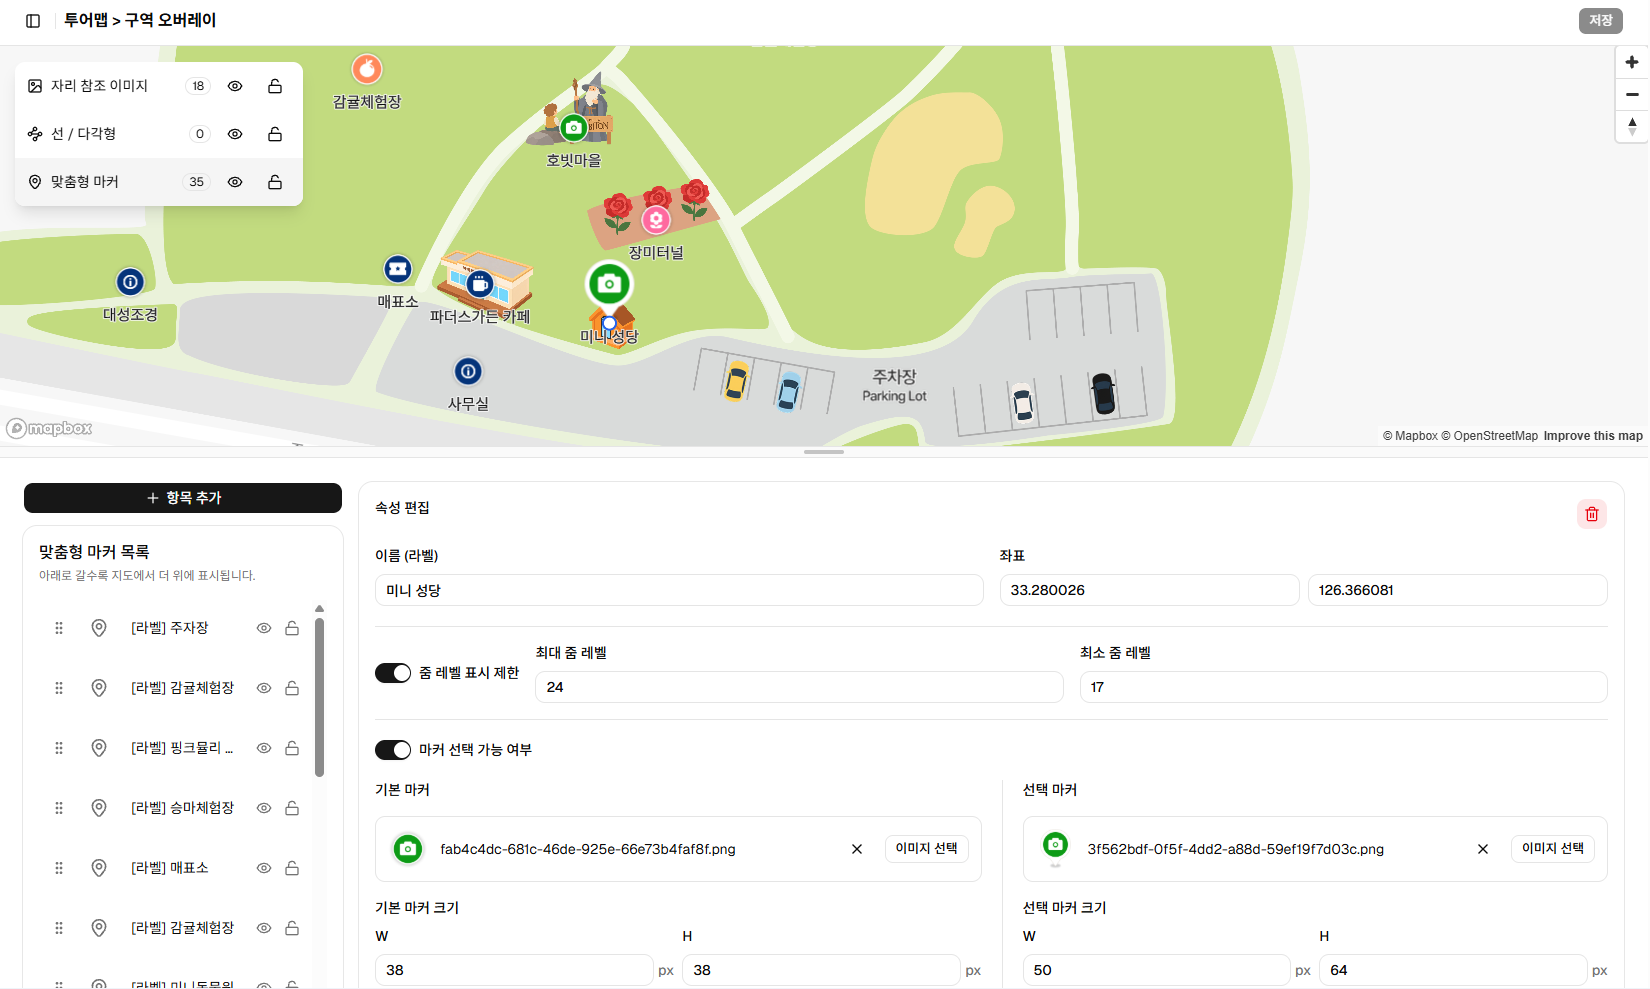 투어맵 > 구역 오버레이
저장
자리 참조 이미지 18
선 / 다각형 0
맞춤형 마커 35
감귤체험장
BITON
호빗마을
장미터널
대성조경
매표소
파더스가든 카페
미니 성당
사무실
주차장
Parking Lot
mapbox
© Mapbox © OpenStreetMap Improve this map
+ 항목 추가
맞춤형 마커 목록
아래로 갈수록 지도에서 더 위에 표시됩니다.
[라벨] 주자장
[라벨] 감귤체험장
[라벨] 핑크뮬리 ...
[라벨] 승마체험장
[라벨] 매표소
[라벨] 감귤체험장
[라벨] 미니동물원
속성 편집
이름 (라벨)
미니 성당
좌표
33.280026 126.366081
줌 레벨 표시 제한
최대 줌 레벨
24
최소 줌 레벨
17
마커 선택 가능 여부
기본 마커
fab4c4dc-681c-46de-925e-66e73b4faf8f.png
이미지 선택
기본 마커 크기
W H
38 px 38 px
선택 마커
3f562bdf-0f5f-4dd2-a88d-59ef19f7d03c.png
이미지 선택
선택 마커 크기
W H
50 px 64 px